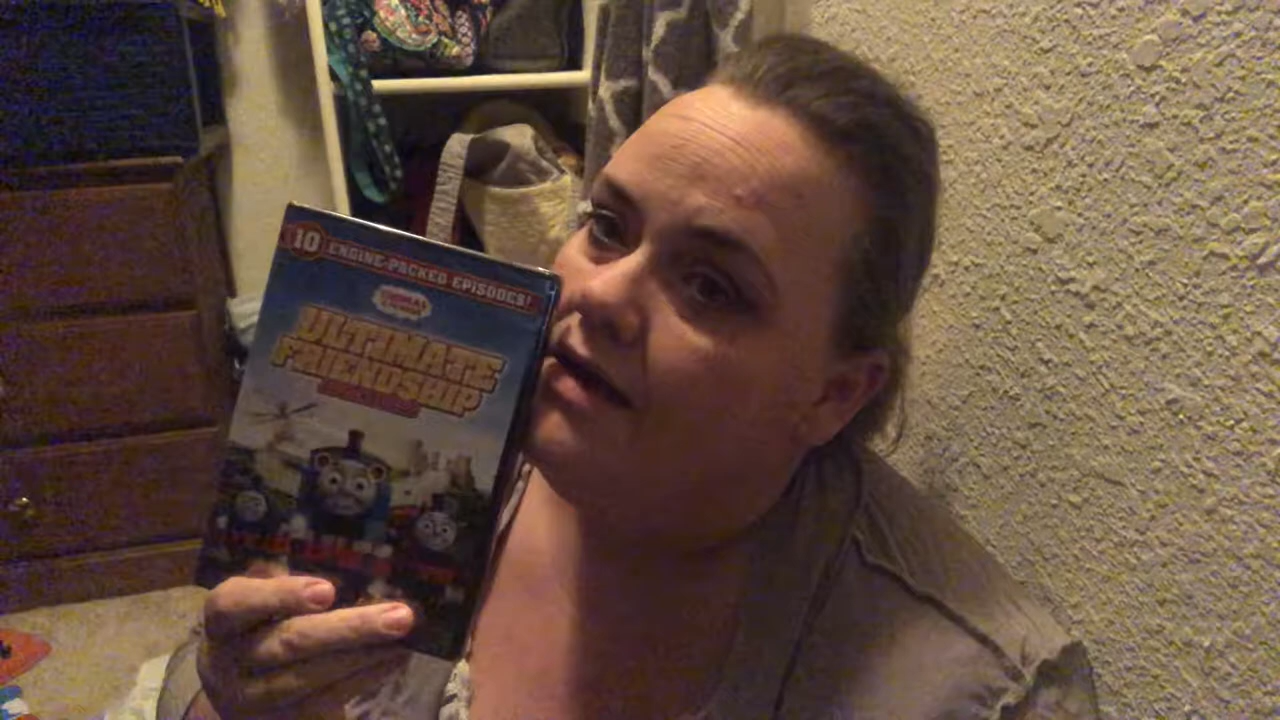 10 ENGINE-PACKED EPISODES!
THOMAS
& FRIENDS
ULTIMATE
FRIENDSHIP